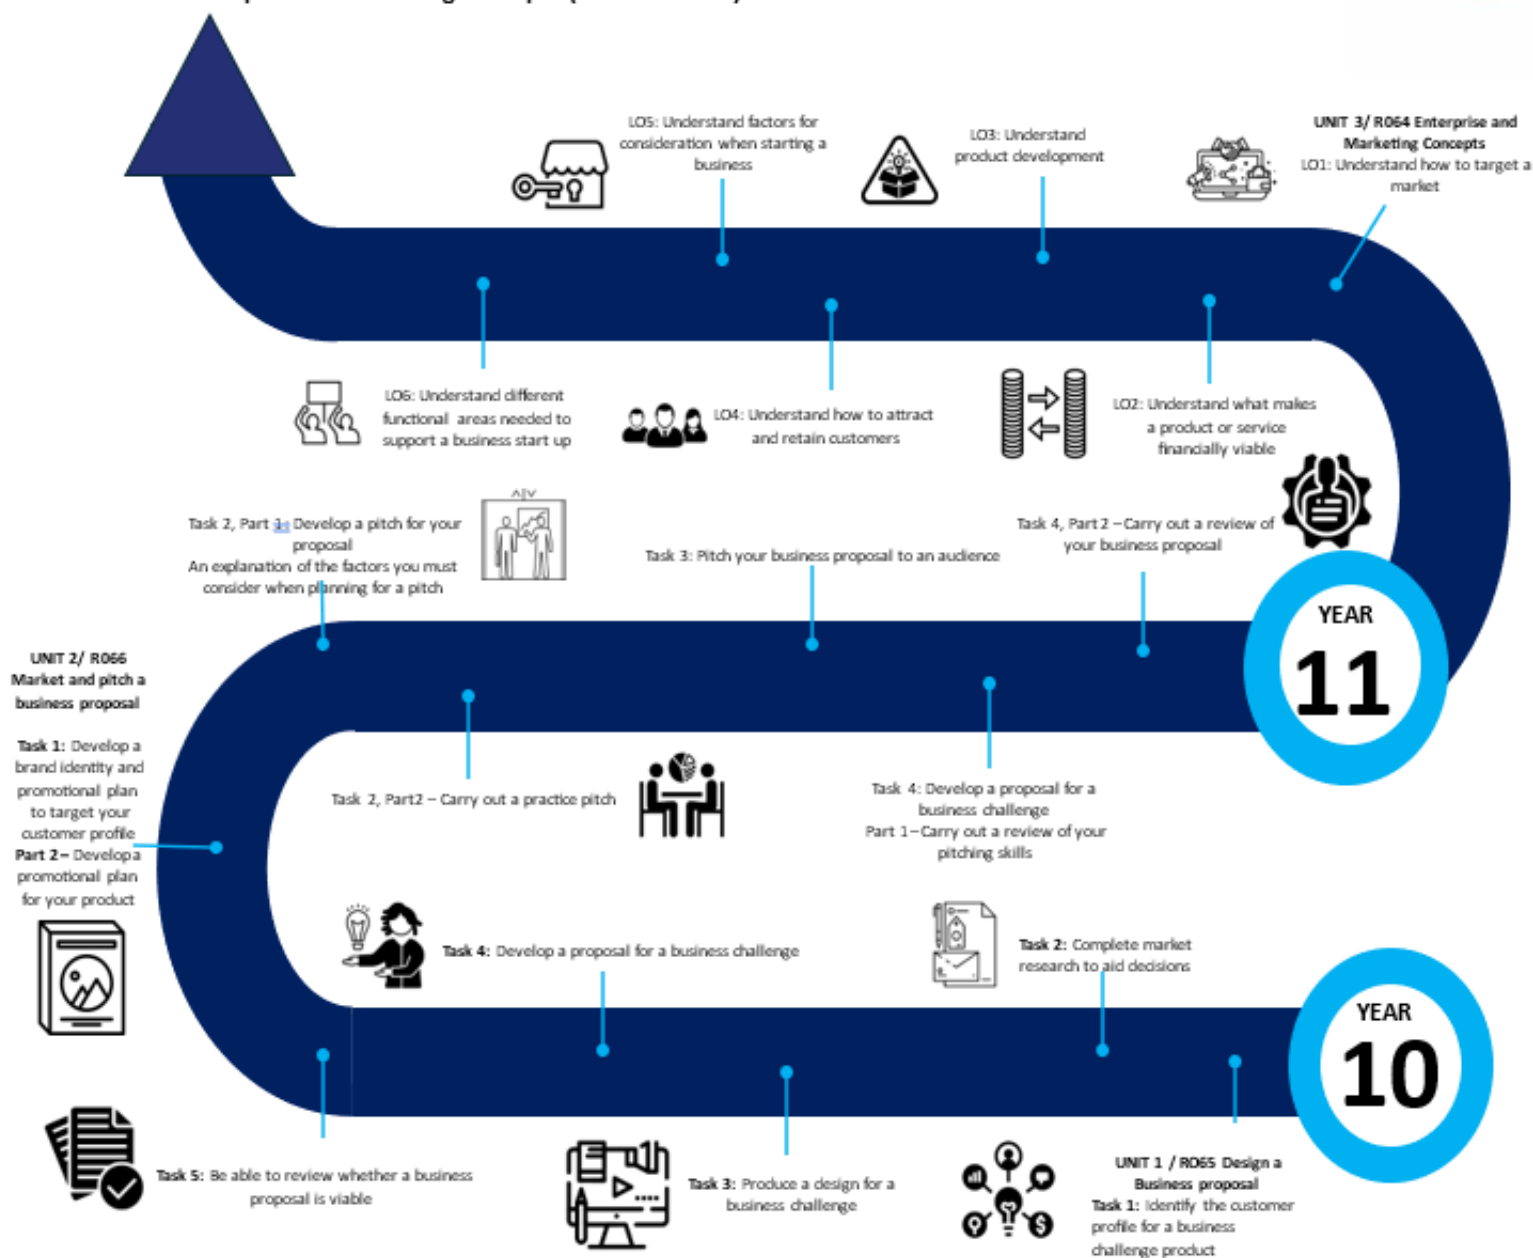 LO5: Understand factors for
consideration when starting a
business
LO3: Understand
product development
UNIT 3/ R064 Enterprise and
Marketing Concepts
LO1: Understand how to target a
market
LO6: Understand different
functional areas needed to
support a business start up
LO4: Understand how to attract
and retain customers
LO2: Understand what makes
a product or service
financially viable
Task 2, Part 1:- Develop a pitch for your
proposal
An explanation of the factors you must
consider when planning for a pitch
Task 3: Pitch your business proposal to an audience
Task 4, Part 2 – Carry out a review of
your business proposal
YEAR
11
UNIT 2/ R066
Market and pitch a
business proposal
Task 1: Develop a
brand identity and
promotional plan
to target your
customer profile
Part 2 – Develop a
promotional plan
for your product
Task 2, Part2 – Carry out a practice pitch
Task 4: Develop a proposal for a
business challenge
Part 1 – Carry out a review of your
pitching skills
Task 4: Develop a proposal for a business challenge
Task 2: Complete market
research to aid decisions
YEAR
10
Task 5: Be able to review whether a business
proposal is viable
Task 3: Produce a design for a
business challenge
UNIT 1 / R065 Design a
Business proposal
Task 1: Identify the customer
profile for a business
challenge product